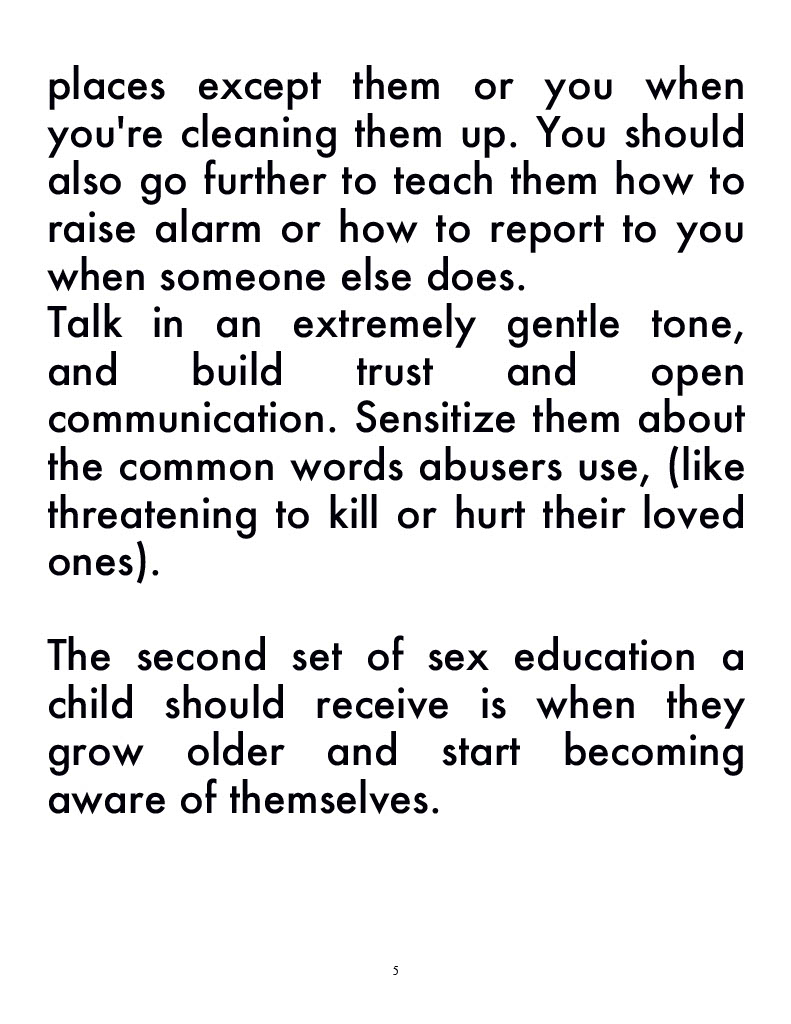 places except them or you when
you're cleaning them up. You should
also go further to teach them how to
raise alarm or how to report to you
when someone else does.
Talk in an extremely gentle tone,
and build trust and open
communication. Sensitize them about
the common words abusers use, (like
threatening to kill or hurt their loved
ones).
The second set of sex education a
child should receive is when they
grow older and start becoming
aware of themselves.
5